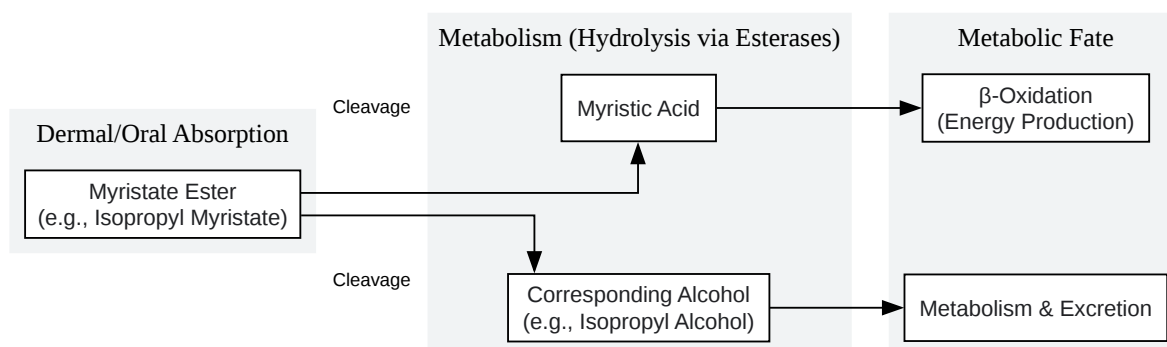 Metabolism (Hydrolysis via Esterases)
Metabolic Fate
Cleavage
Myristic Acid
β-Oxidation
(Energy Production)
Dermal/Oral Absorption
Myristate Ester
(e.g., Isopropyl Myristate)
Cleavage
Corresponding Alcohol
(e.g., Isopropyl Alcohol)
Metabolism & Excretion